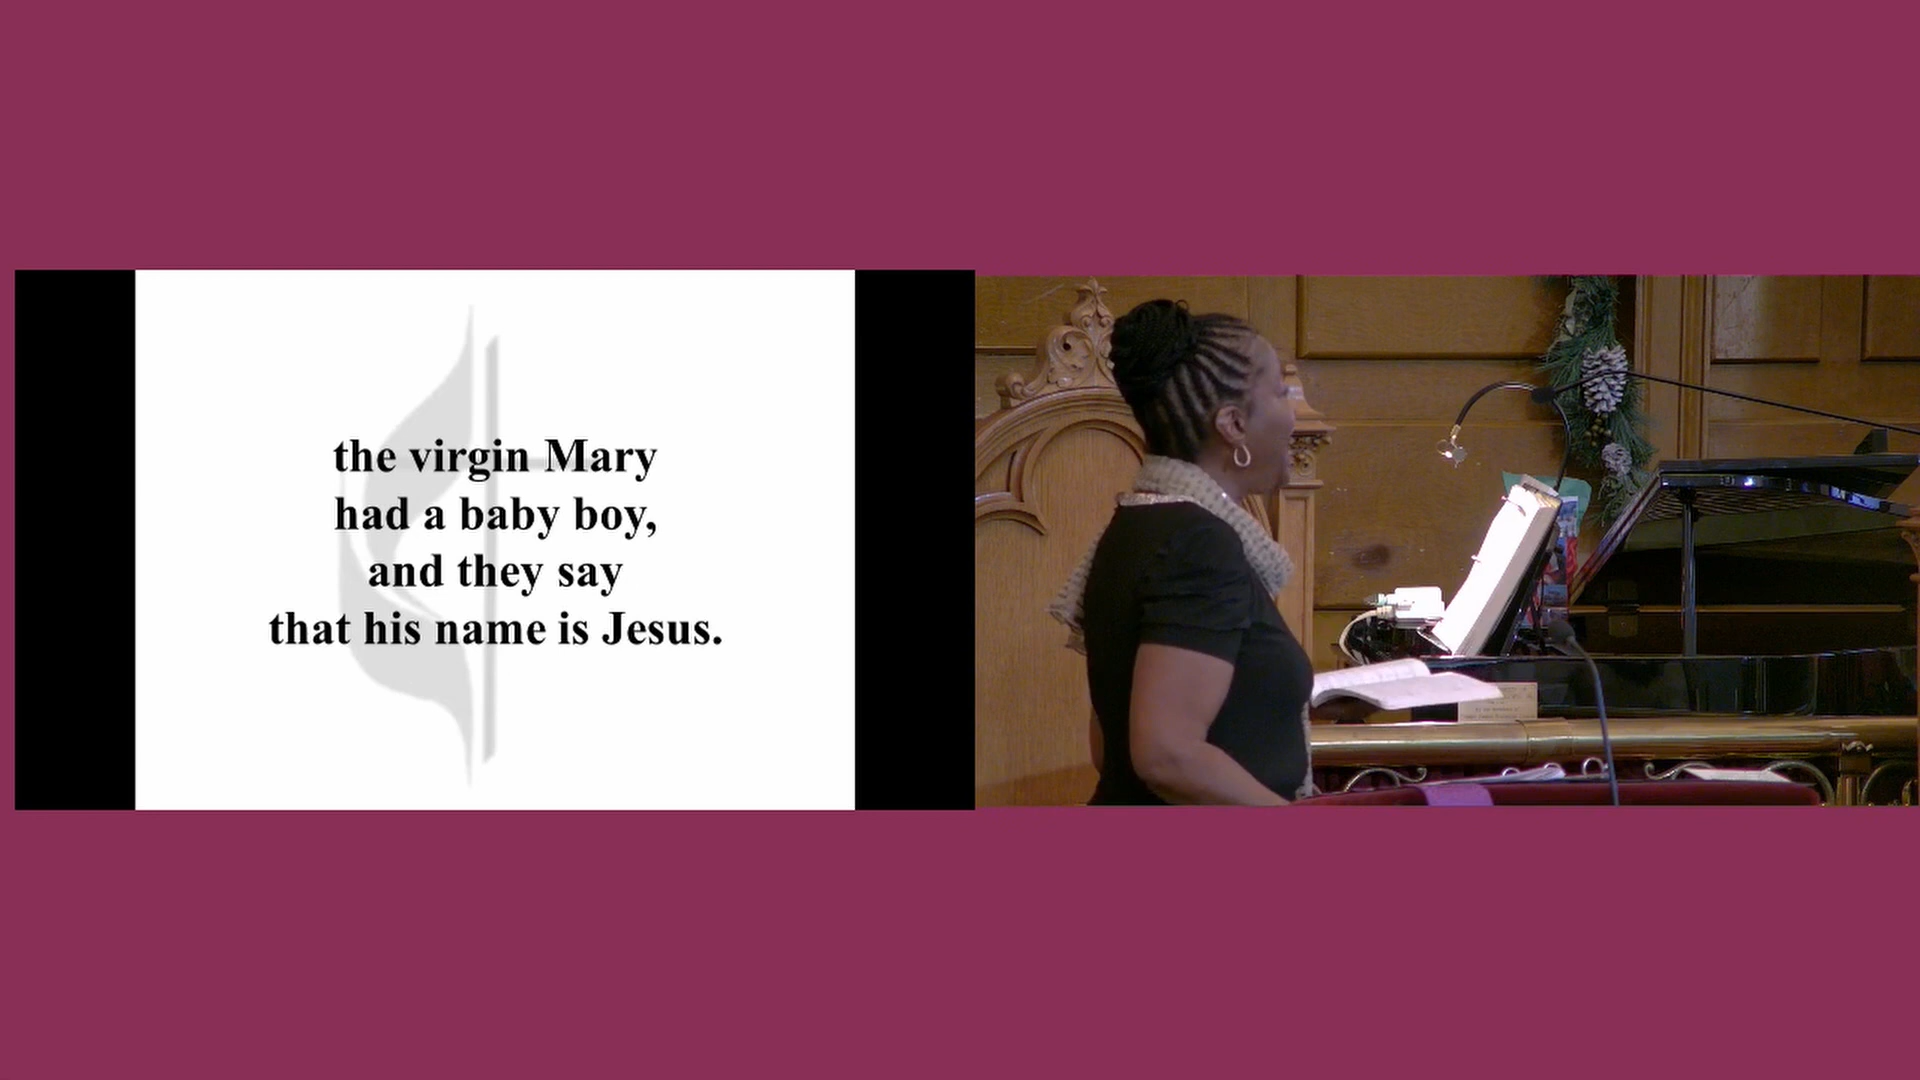 the virgin Mary
had a baby boy,
and they say
that his name is Jesus.